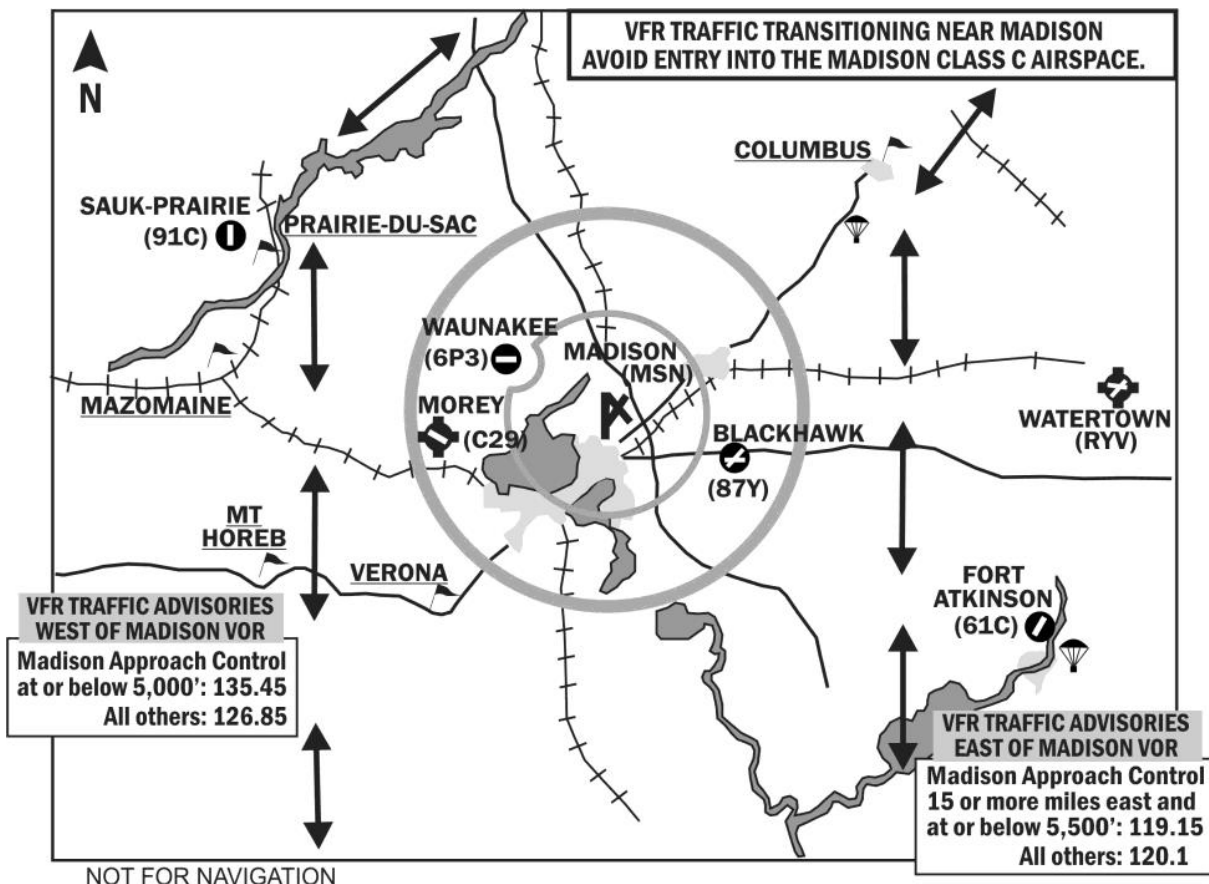 VFR TRAFFIC TRANSITIONING NEAR MADISON
AVOID ENTRY INTO THE MADISON CLASS C AIRSPACE.
N
COLUMBUS
SAUK-PRAIRIE
(91C)
PRAIRIE-DU-SAC
WAUNAKEE
(6P3)
MADISON
(MSN)
MAZOMAINE
MOREY
(C29)
BLACKHAWK
(87Y)
WATERTOWN
(RYV)
MT
HOREB
VERONA
FORT
ATKINSON
(61C)
VFR TRAFFIC ADVISORIES
WEST OF MADISON VOR
Madison Approach Control
at or below 5,000’: 135.45
All others: 126.85
VFR TRAFFIC ADVISORIES
EAST OF MADISON VOR
Madison Approach Control
15 or more miles east and
at or below 5,500’: 119.15
All others: 120.1
NOT FOR NAVIGATION